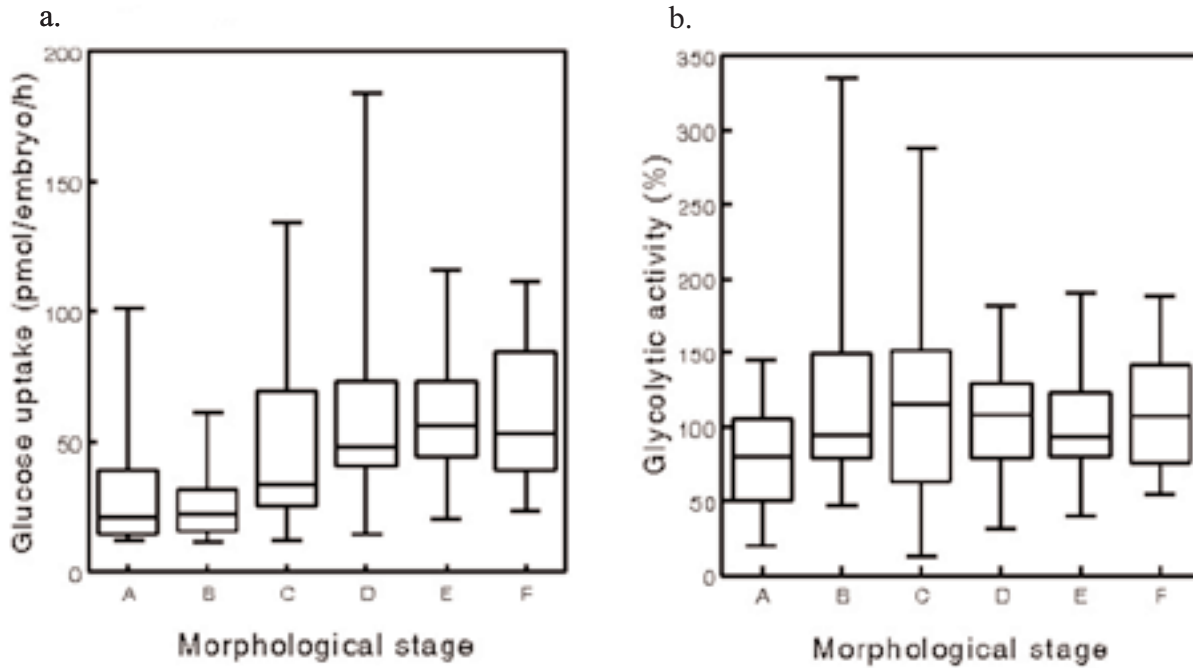 a.
200
150
100
50
0
Glucose uptake (pmol/embryo/h)
A B C D E F
Morphological stage
b.
350
300
250
200
150
100
50
0
Glycolytic activity (%)
A B C D E F
Morphological stage